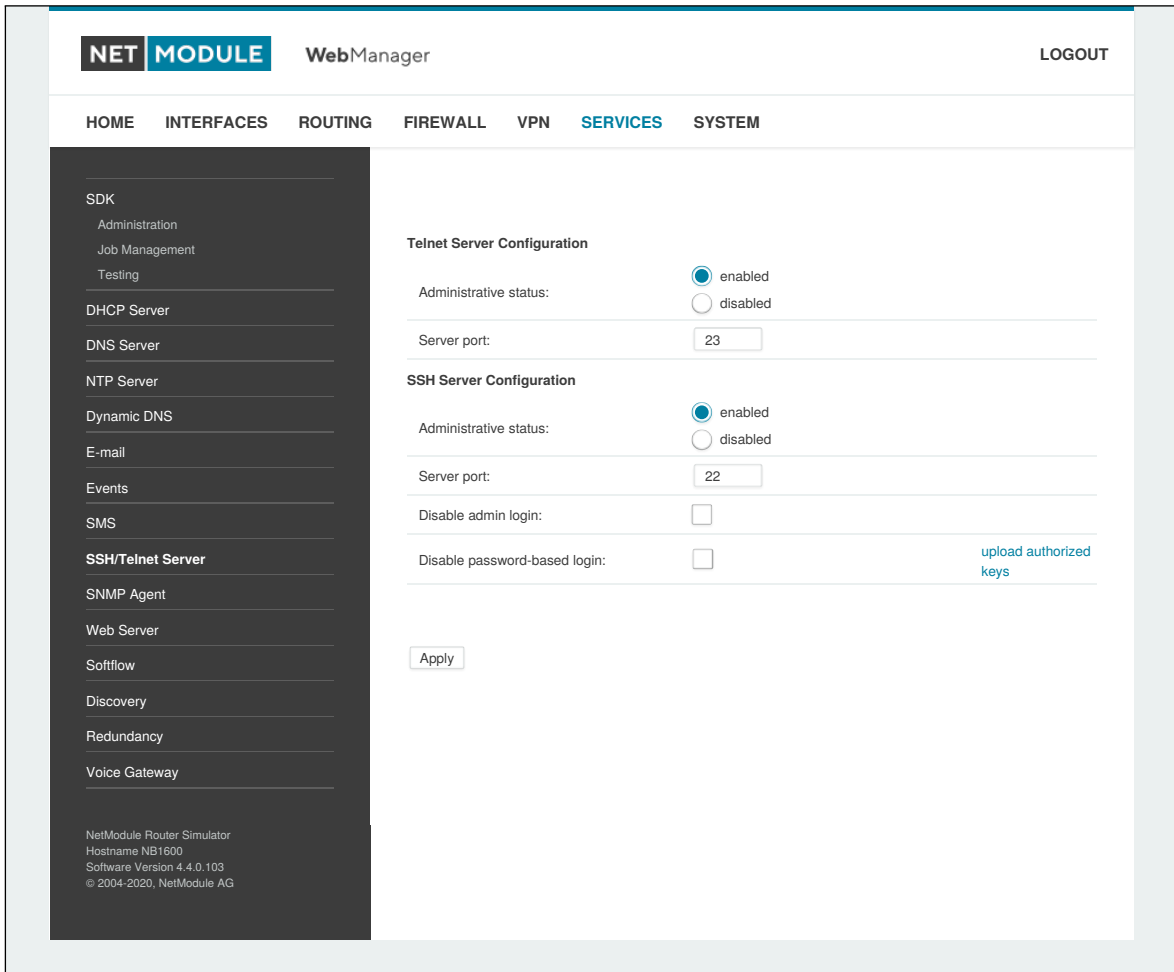 NET MODULE WebManager LOGOUT
HOME INTERFACES ROUTING FIREWALL VPN SERVICES SYSTEM
SDK
Administration
Job Management
Testing
DHCP Server
DNS Server
NTP Server
Dynamic DNS
E-mail
Events
SMS
SSH/Telnet Server
SNMP Agent
Web Server
Softflow
Discovery
Redundancy
Voice Gateway
NetModule Router Simulator
Hostname NB1600
Software Version 4.4.0.103
© 2004-2020, NetModule AG
Telnet Server Configuration
Administrative status:
enabled
disabled
Server port: 23
SSH Server Configuration
Administrative status:
enabled
disabled
Server port: 22
Disable admin login:
Disable password-based login:
upload authorized
keys
Apply